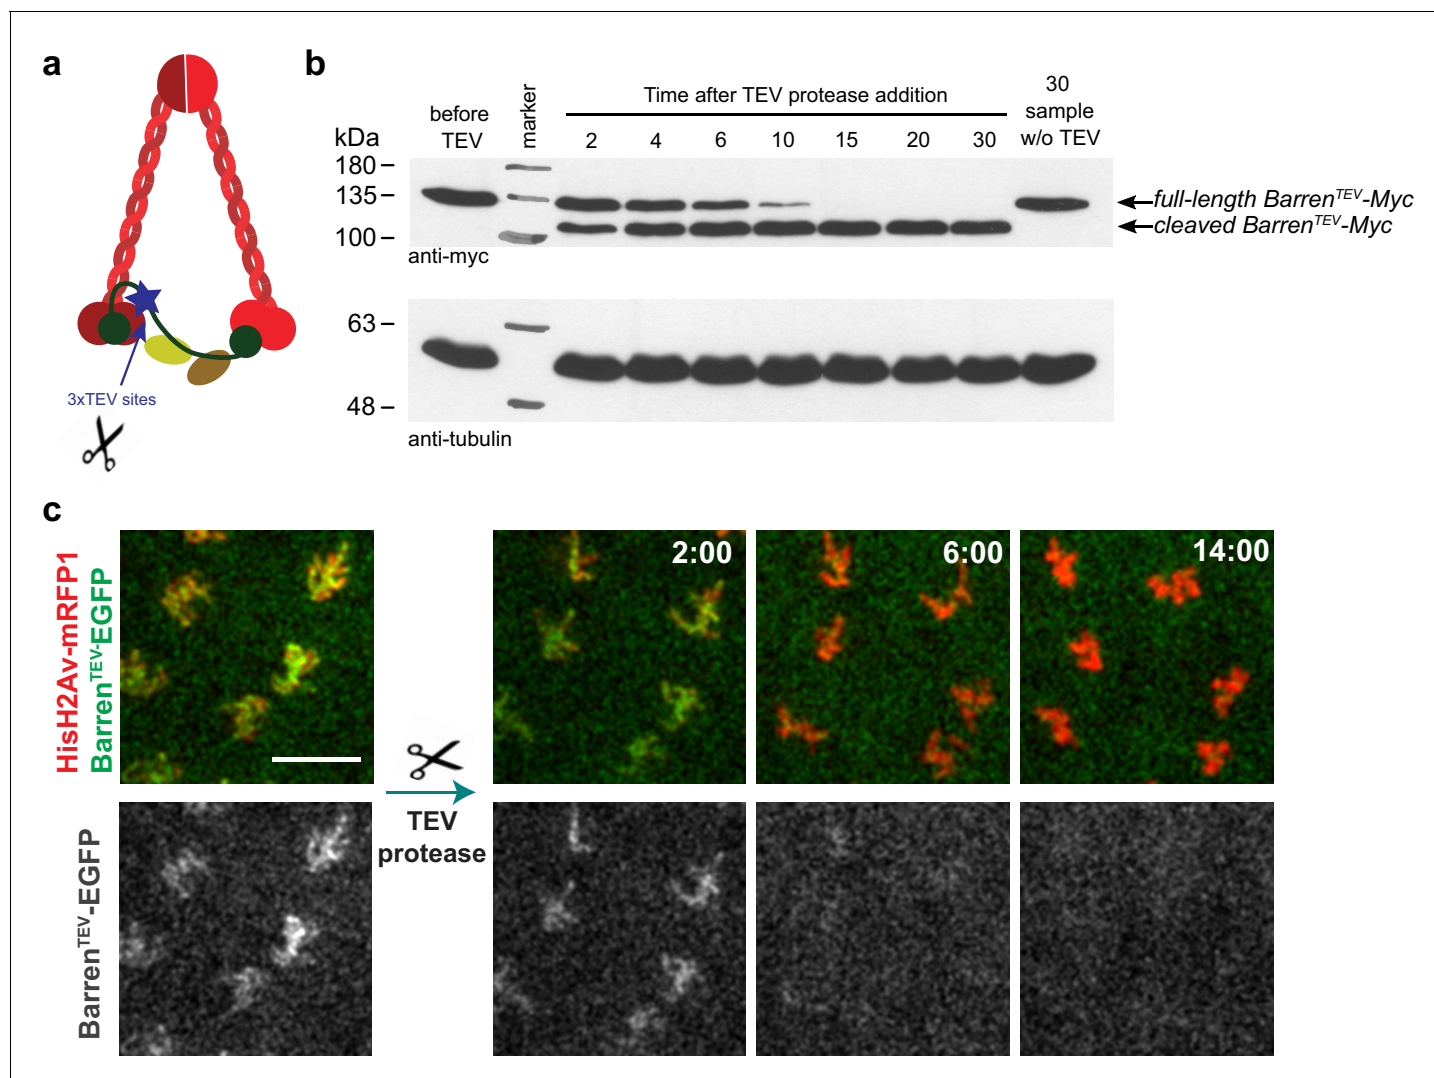 a
3xTEV sites
b
kDa
before
TEV
marker
Time after TEV protease addition
2 4 6 10 15 20 30
30
sample
w/o TEV
180
135
100
full-length Barren^TEV-Myc
cleaved Barren^TEV-Myc
anti-myc
63
48
anti-tubulin
c
HisH2Av-mRFP1
Barren^TEV-EGFP
2:00
6:00
14:00
TEV
protease
Barren^TEV-EGFP